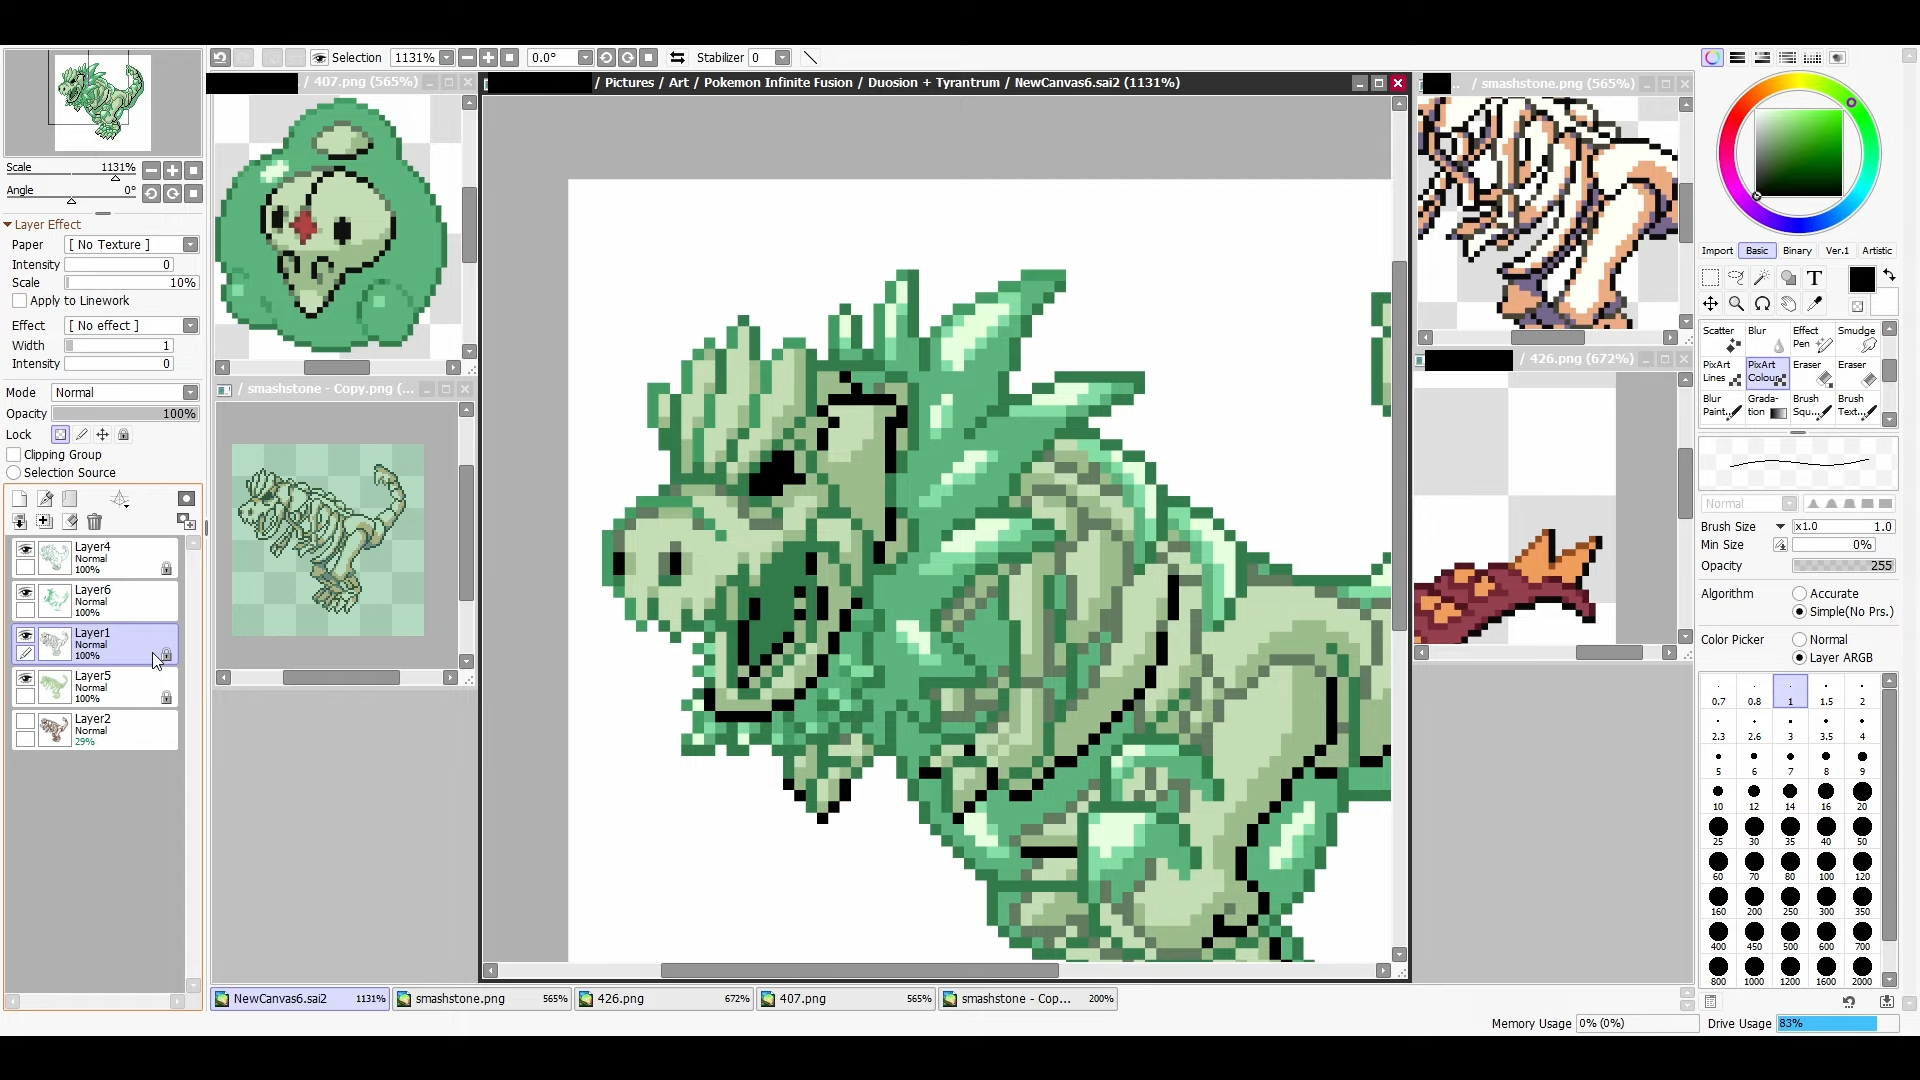 Selection 1131% 0.0° Stabilizer 0
/ 407.png (565%)
/ Pictures / Art / Pokemon Infinite Fusion / Duosion + Tyrantrum / NewCanvas6.sai2 (1131%)
/ smashstone.png (565%)
/ smashstone - Copy.png (...
/ 426.png (672%)
Scale 1131%
Angle 0°
Layer Effect
Paper [ No Texture ]
Intensity 0
Scale 10%
Apply to Linework
Effect [ No effect ]
Width 1
Intensity 0
Mode Normal
Opacity 100%
Lock
Clipping Group
Selection Source
Layer4
Normal
100%
Layer6
Normal
100%
Layer1
Normal
100%
Layer5
Normal
100%
Layer2
Normal
29%
Import Basic Binary Ver.1 Artistic
T
Scatter Blur Effect Pen Smudge
PixArt Lines PixArt Colour Eraser Eraser
Blur Paint... Grada-tion Brush Squ... Brush Text...
Normal
Brush Size x1.0 1.0
Min Size 0%
Opacity 255
Algorithm Accurate
Simple(No Prs.)
Color Picker Normal
Layer ARGB
0.7 0.8 1 1.5 2
2.3 2.6 3 3.5 4
5 6 7 8 9
10 12 14 16 20
25 30 35 40 50
60 70 80 100 120
160 200 250 300 350
400 450 500 600 700
800 1000 1200 1600 2000
NewCanvas6.sai2 1131% smashstone.png 565% 426.png 672% 407.png 565% smashstone - Cop... 200%
Memory Usage 0% (0%) Drive Usage 83%